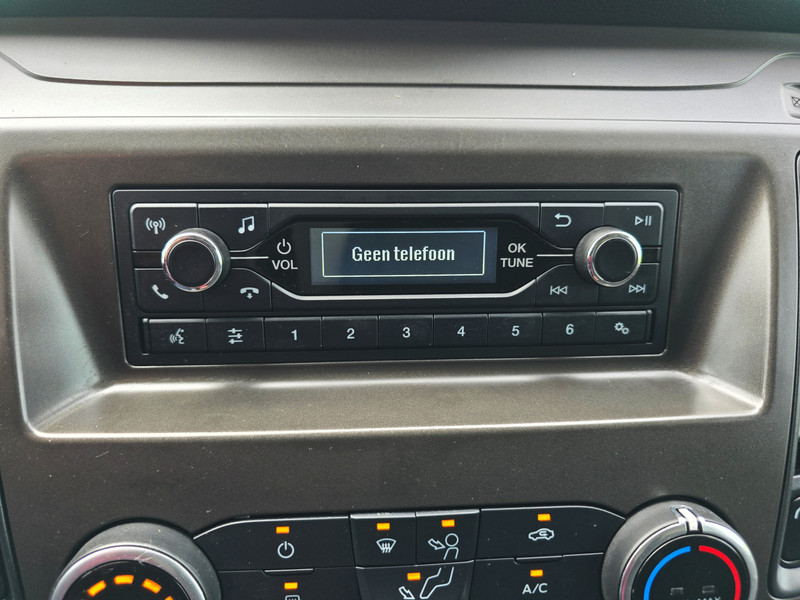 Geen telefoon
VOL
OK
TUNE
1 2 3 4 5 6
A/C